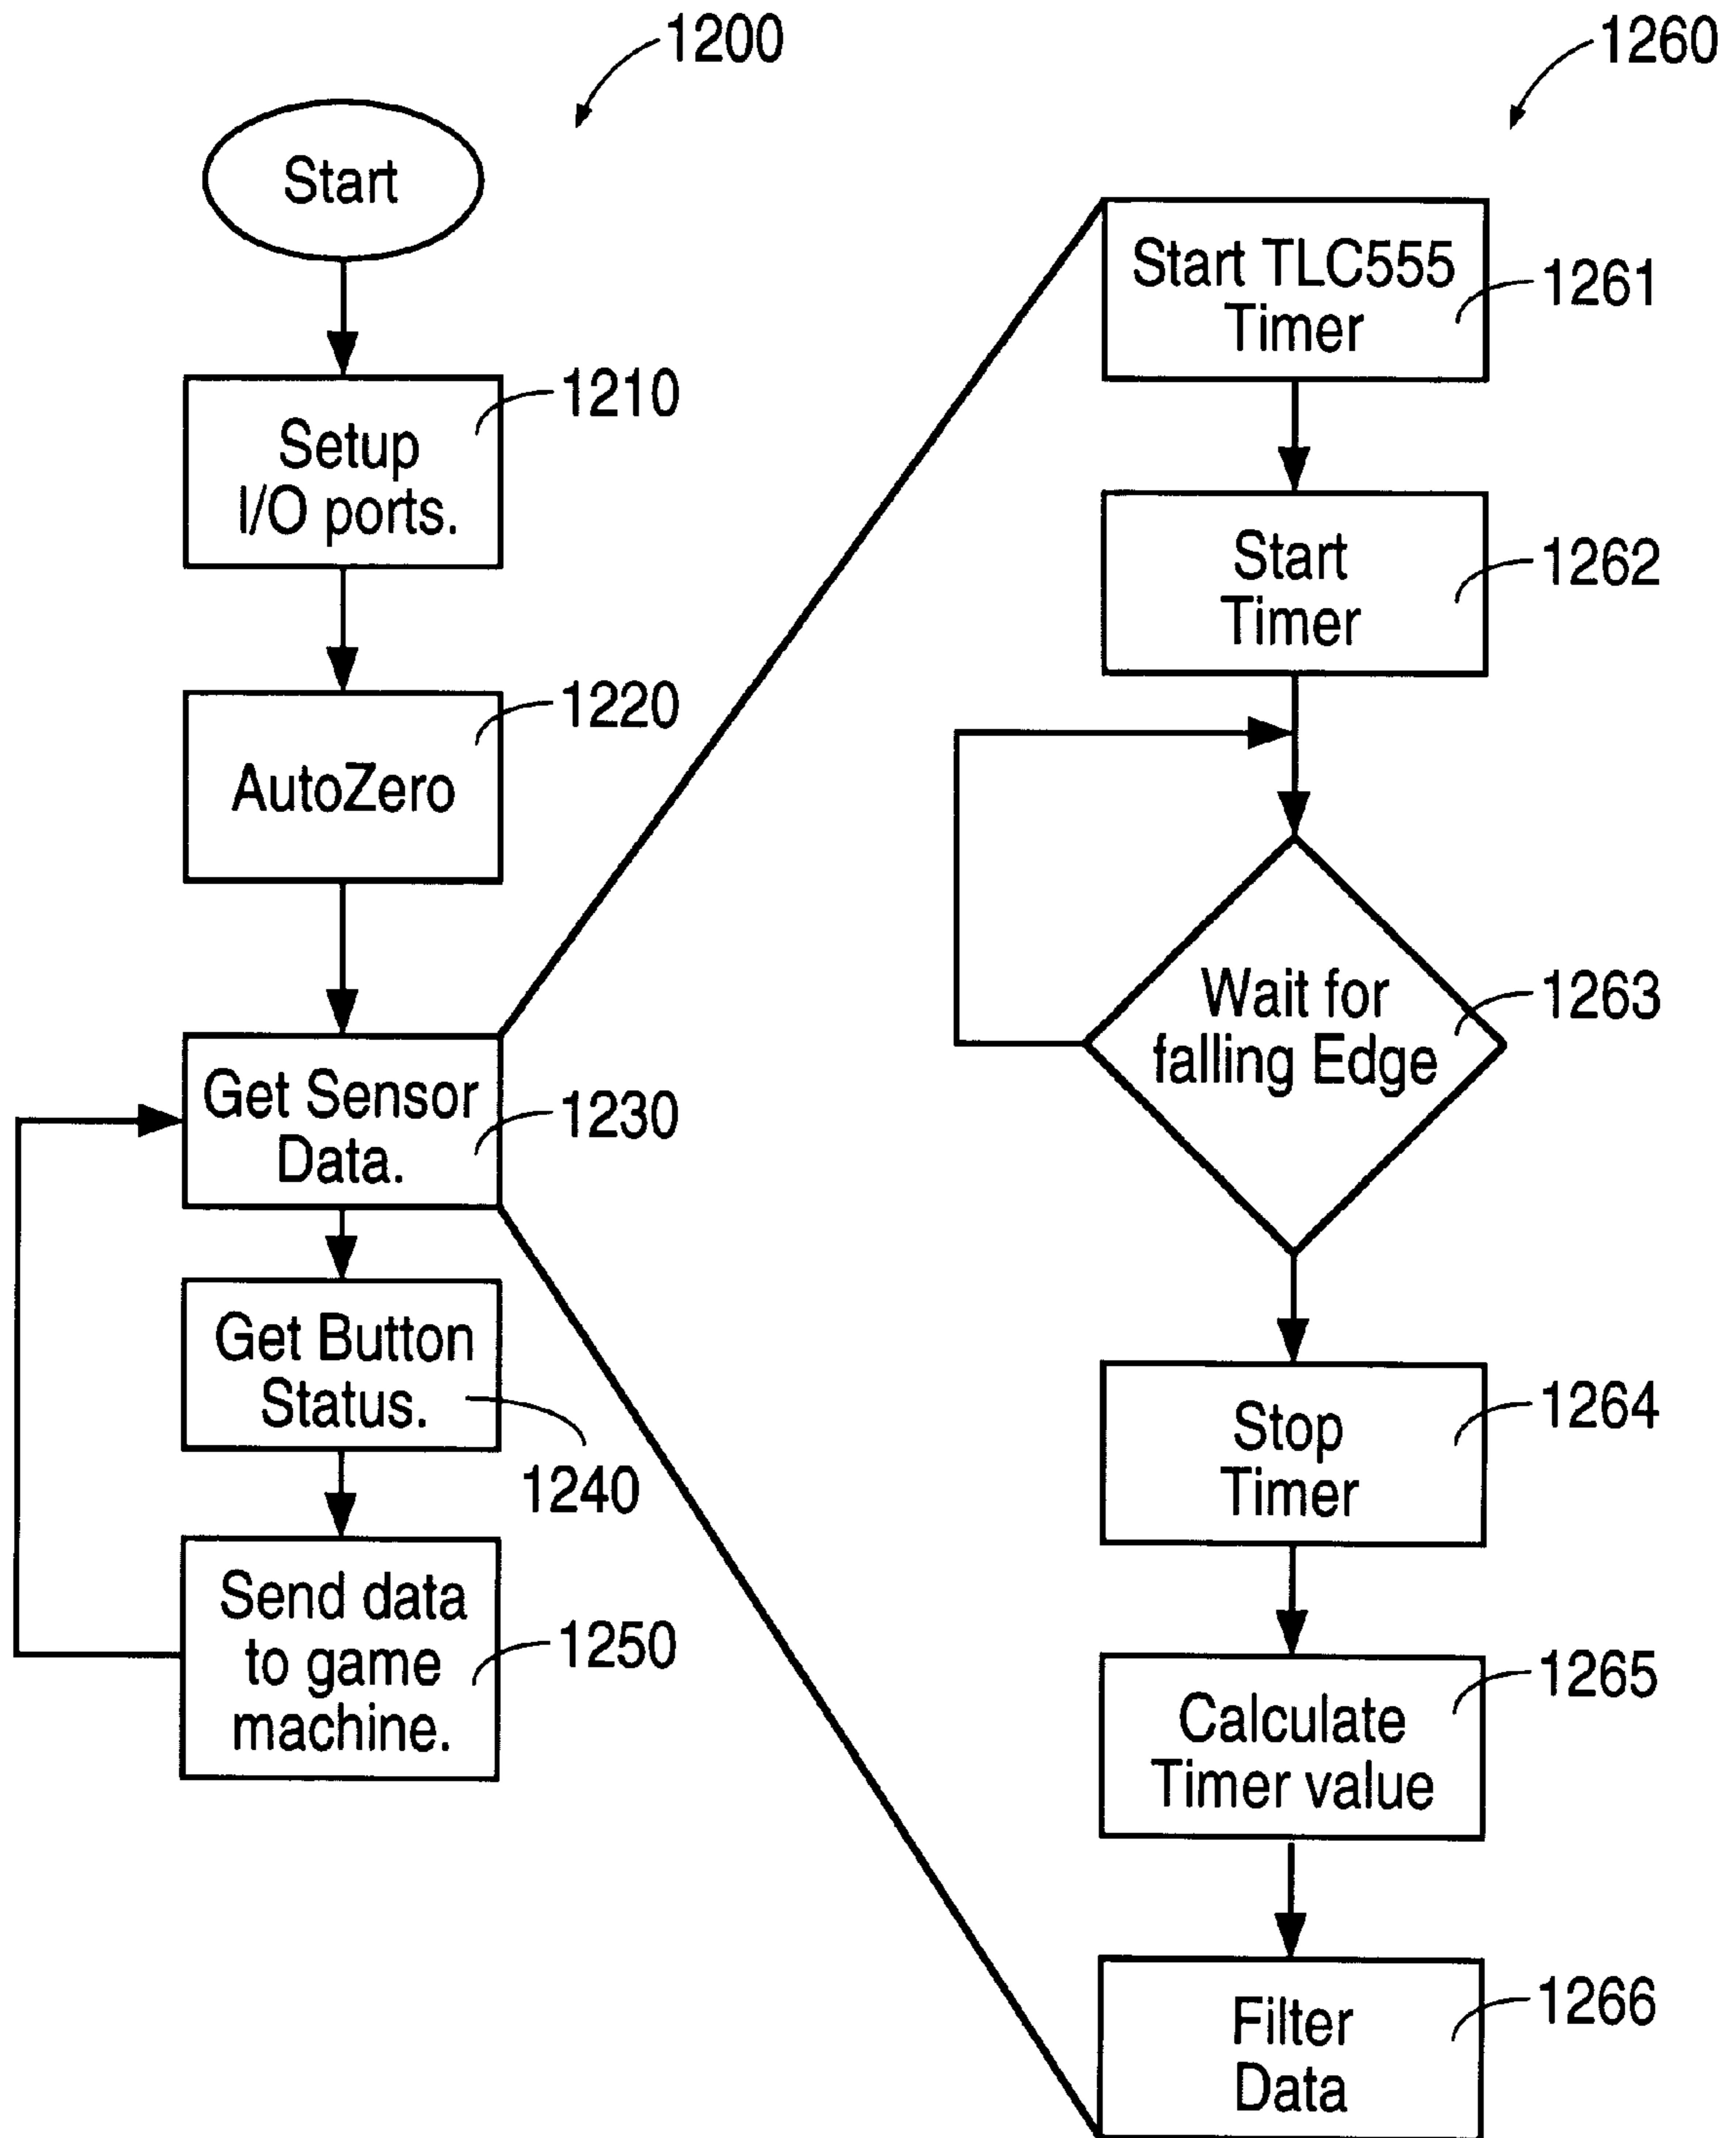 1200
Start
1210
Setup
I/O ports.
1220
AutoZero
Get Sensor
Data.
1230
Get Button
Status.
1240
Send data
to game
machine.
1250
1260
Start TLC555
Timer
1261
Start
Timer
1262
Wait for
falling Edge
1263
Stop
Timer
1264
Calculate
Timer value
1265
Filter
Data
1266